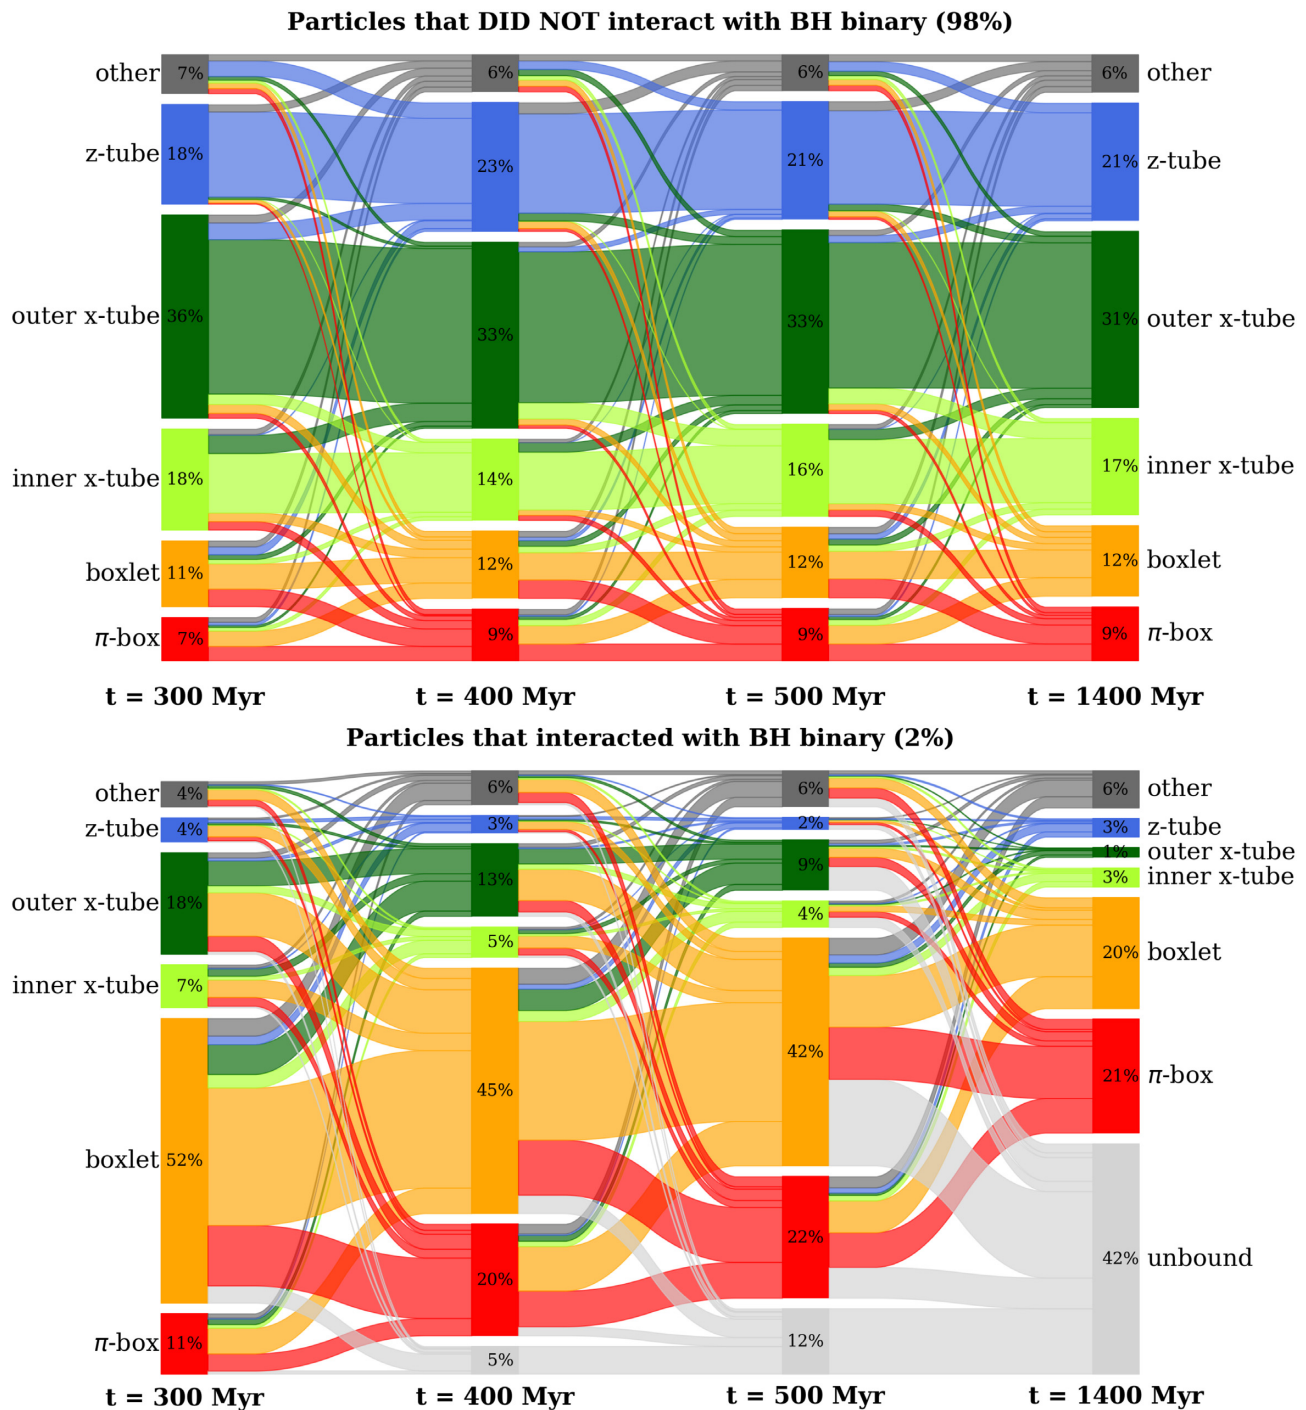 Particles that DID NOT interact with BH binary (98%)
other 7% 6% 6% 6% other
z-tube 18% 23% 21% 21% z-tube
outer x-tube 36% 33% 33% 31% outer x-tube
inner x-tube 18% 14% 16% 17% inner x-tube
boxlet 11% 12% 12% 12% boxlet
π-box 7% 9% 9% 9% π-box
t = 300 Myr t = 400 Myr t = 500 Myr t = 1400 Myr
Particles that interacted with BH binary (2%)
other 4% 6% 6% 6% other
z-tube 4% 3% 2% 3% z-tube
outer x-tube 18% 13% 9% 1% outer x-tube
inner x-tube 7% 5% 4% 3% inner x-tube
boxlet 52% 45% 42% 20% boxlet
π-box 11% 20% 22% 21% π-box
5% 12% 42% unbound
t = 300 Myr t = 400 Myr t = 500 Myr t = 1400 Myr